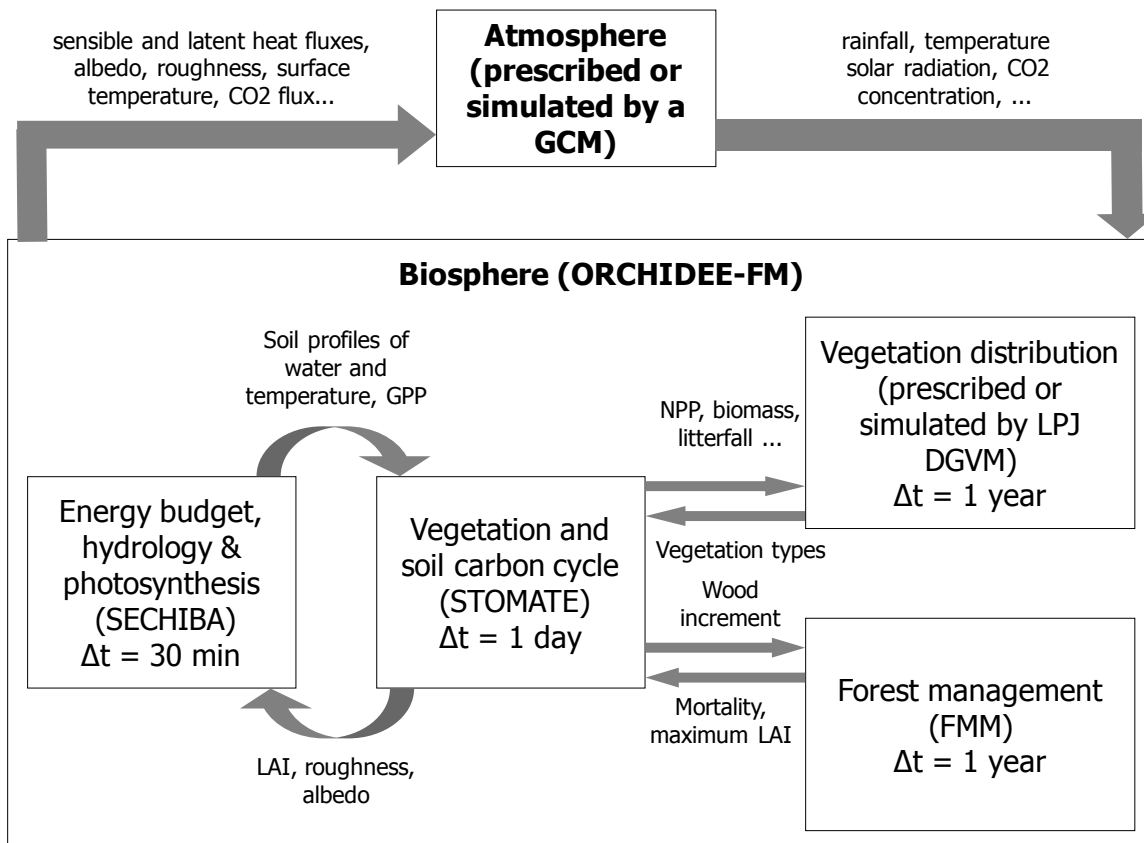 sensible and latent heat fluxes,
albedo, roughness, surface
temperature, CO2 flux...
Atmosphere
(prescribed or
simulated by a
GCM)
rainfall, temperature
solar radiation, CO2
concentration, ...
Biosphere (ORCHIDEE-FM)
Soil profiles of
water and
temperature, GPP
Energy budget,
hydrology &
photosynthesis
(SECHIBA)
Δt = 30 min
Vegetation and
soil carbon cycle
(STOMATE)
Δt = 1 day
LAI, roughness,
albedo
NPP, biomass,
litterfall ...
Vegetation types
Wood
increment
Mortality,
maximum LAI
Vegetation distribution
(prescribed or
simulated by LPJ
DGVM)
Δt = 1 year
Forest management
(FMM)
Δt = 1 year